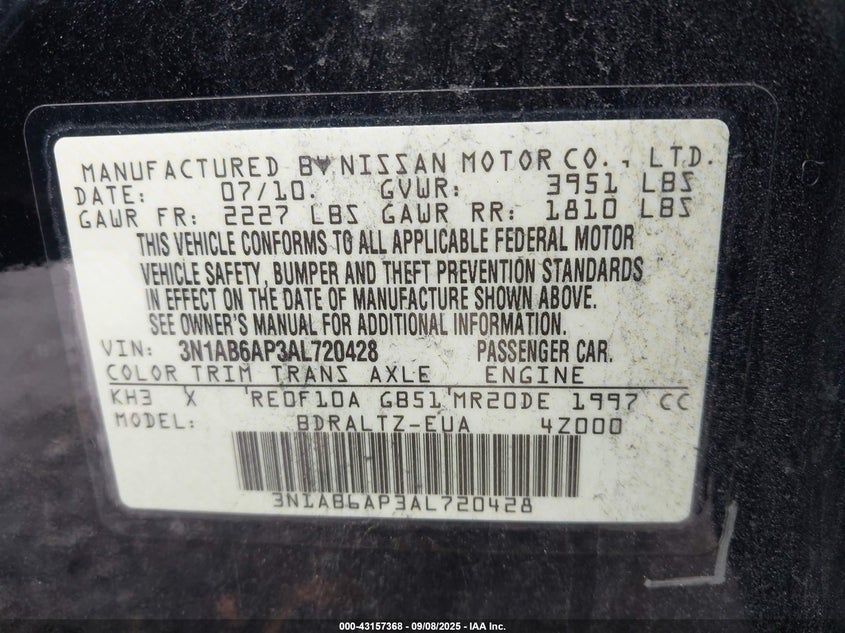 MANUFACTURED BY NISSAN MOTOR CO., LTD.
DATE: 07/10. GVWR: 3951 LBS
GAWR FR: 2227 LBS GAWR RR: 1810 LBS
THIS VEHICLE CONFORMS TO ALL APPLICABLE FEDERAL MOTOR
VEHICLE SAFETY, BUMPER AND THEFT PREVENTION STANDARDS
IN EFFECT ON THE DATE OF MANUFACTURE SHOWN ABOVE.
SEE OWNER'S MANUAL FOR ADDITIONAL INFORMATION.
VIN: 3N1AB6AP3AL720428 PASSENGER CAR.
COLOR TRIM TRANS AXLE ENGINE
KH3 X RE0F10A GB51 MR20DE 1997 CC
MODEL: BDRALTZ-EUA 4Z000
3N1AB6AP3AL720428
000-43157368 - 09/08/2025 - IAA Inc.